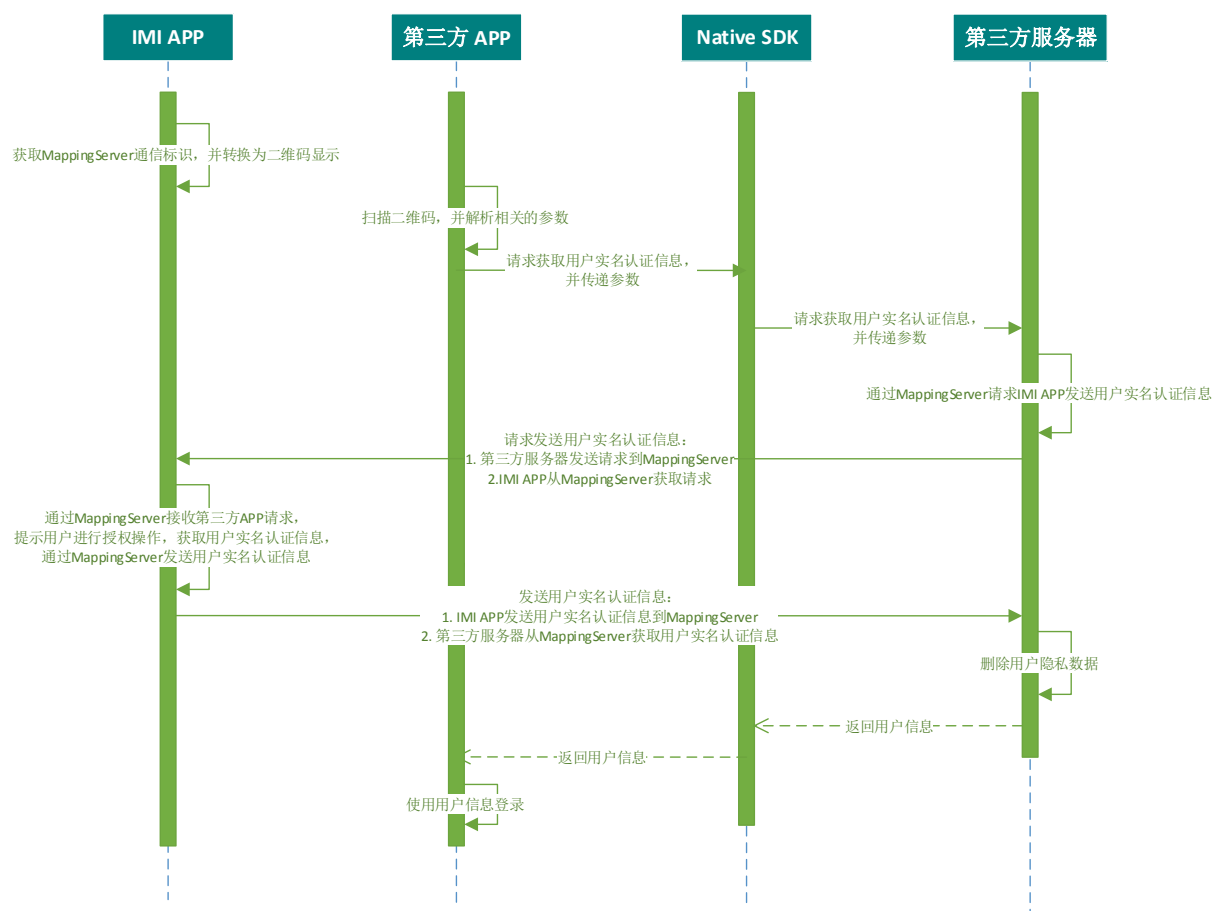 IMI APP
第三方 APP
Native SDK
第三方服务器
获取MappingServer通信标识，并转换为二维码显示
扫描二维码，并解析相关的参数
请求获取用户实名认证信息，
并传递参数
请求获取用户实名认证信息，
并传递参数
通过MappingServer请求IMI APP发送用户实名认证信息
请求发送用户实名认证信息：
1. 第三方服务器发送请求到MappingServer
2.IMI APP从MappingServer获取请求
通过MappingServer接收第三方APP请求，
提示用户进行授权操作，获取用户实名认证信息，
通过MappingServer发送用户实名认证信息
发送用户实名认证信息：
1. IMI APP发送用户实名认证信息到MappingServer
2. 第三方服务器从MappingServer获取用户实名认证信息
删除用户隐私数据
返回用户信息
返回用户信息
使用用户信息登录